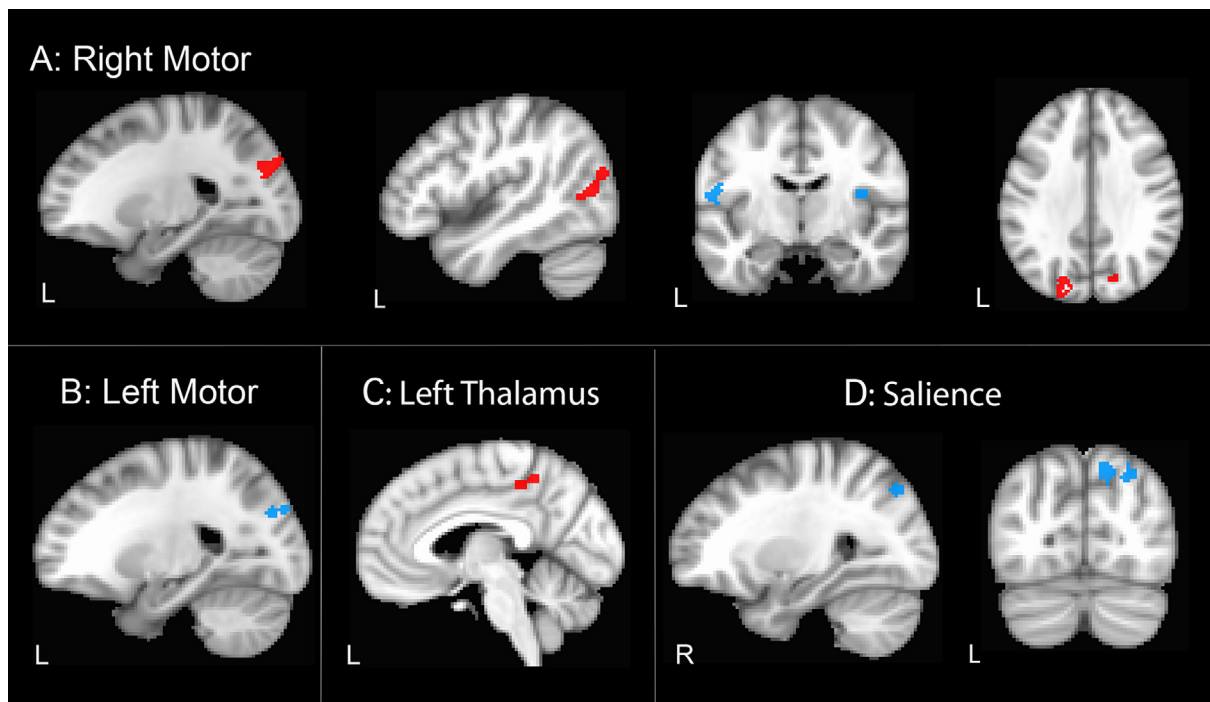 A: Right Motor
L
L
L
L
B: Left Motor
C: Left Thalamus
D: Salience
L
L
R
L